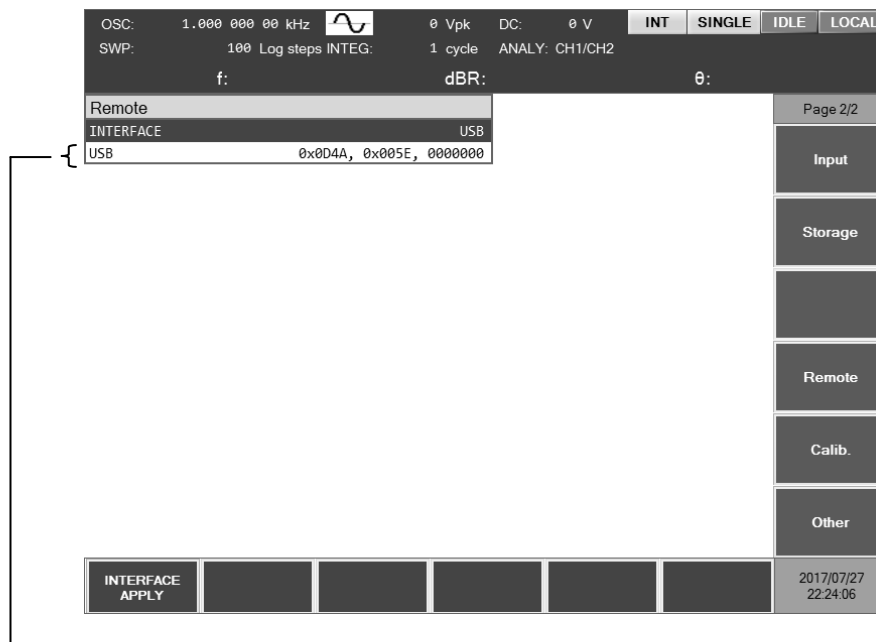 OSC: 1.000 000 00 kHz 0 Vpk DC: 0 V INT SINGLE IDLE LOCAL
SWP: 100 Log steps INTEG: 1 cycle ANALY: CH1/CH2
f: dBR: θ:
Remote
INTERFACE USB
USB 0x0D4A, 0x005E, 0000000
Page 2/2
Input
Storage
Remote
Calib.
Other
INTERFACE
APPLY
2017/07/27
22:24:06